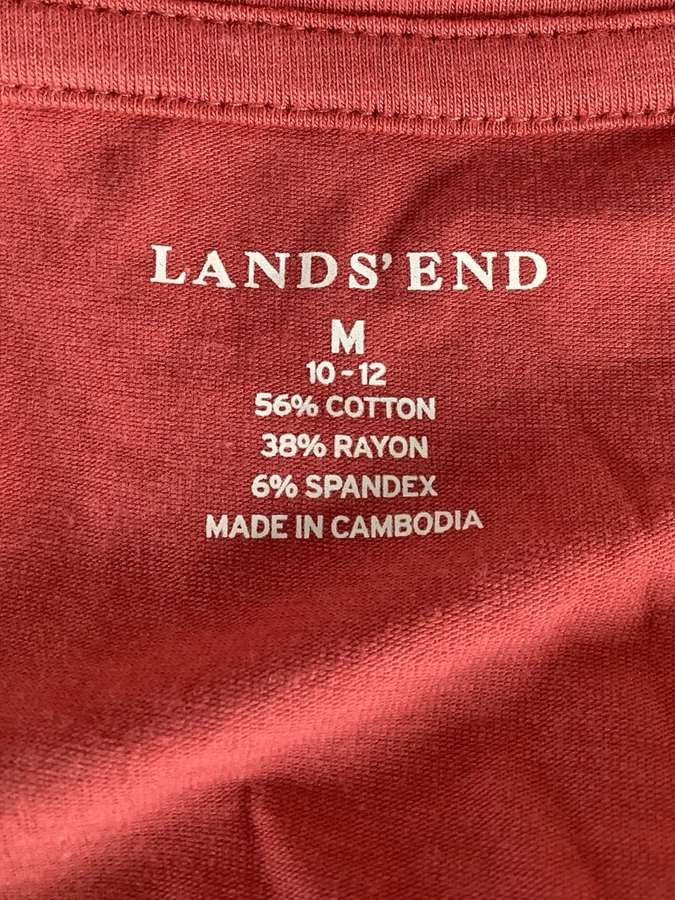 LANDS’ END
M
10-12
56% COTTON
38% RAYON
6% SPANDEX
MADE IN CAMBODIA